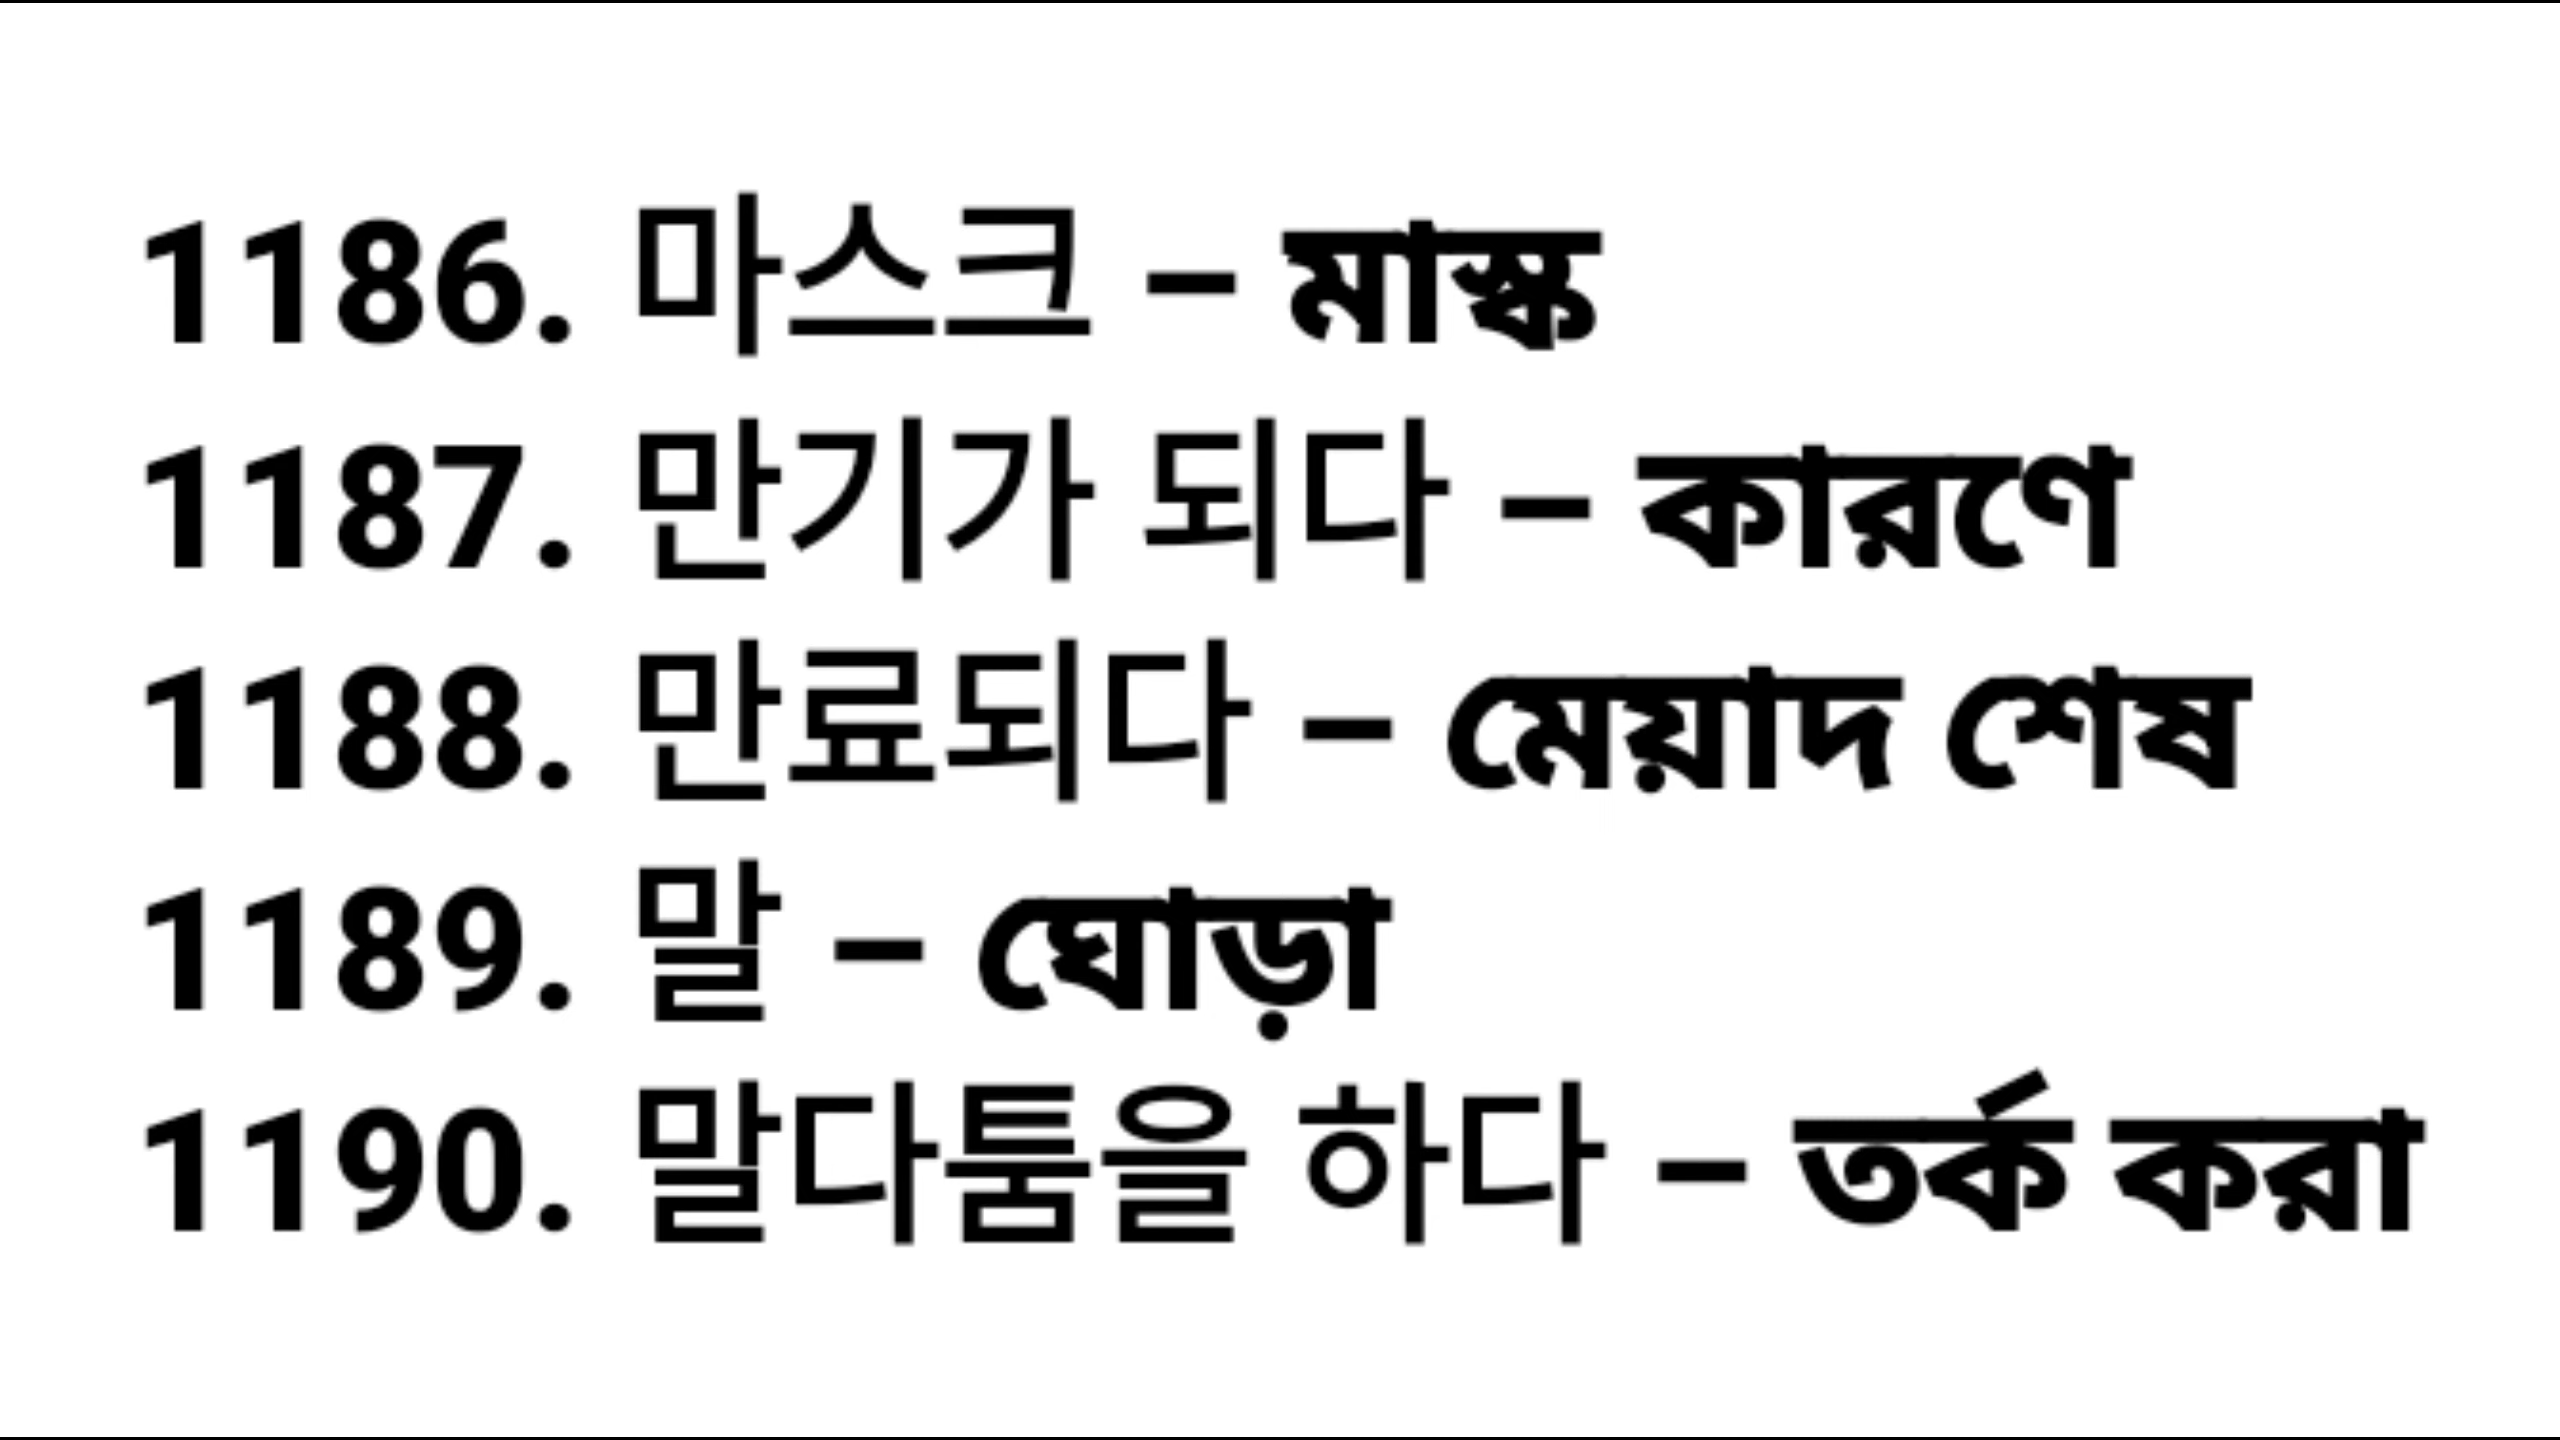 1186. 마스크 – মাস্ক
1187. 만기가 되다 – কারণে
1188. 만료되다 – মেয়াদ শেষ
1189. 말 – ঘোড়া
1190. 말다툼을 하다 – তর্ক করা